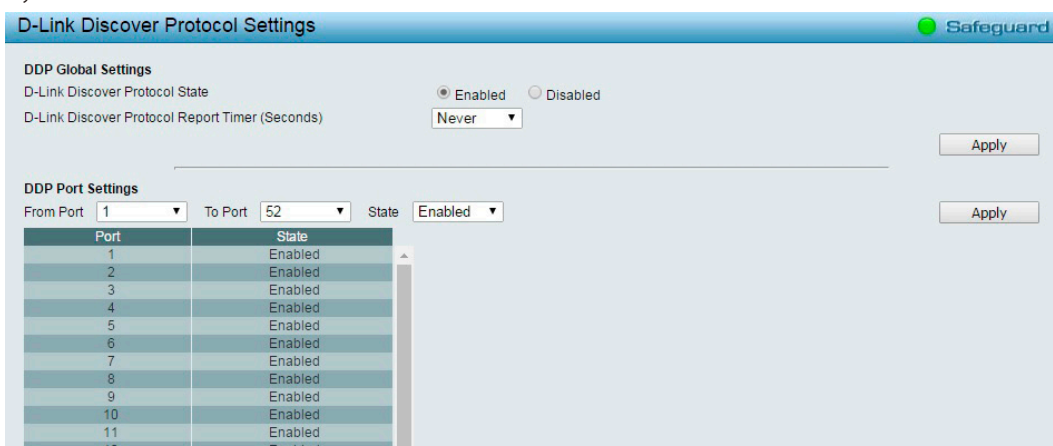 D-Link Discover Protocol Settings
Safeguard
DDP Global Settings
D-Link Discover Protocol State Enabled Disabled
D-Link Discover Protocol Report Timer (Seconds) Never
Apply
DDP Port Settings
From Port 1 To Port 52 State Enabled Apply
Port State
1 Enabled
2 Enabled
3 Enabled
4 Enabled
5 Enabled
6 Enabled
7 Enabled
8 Enabled
9 Enabled
10 Enabled
11 Enabled